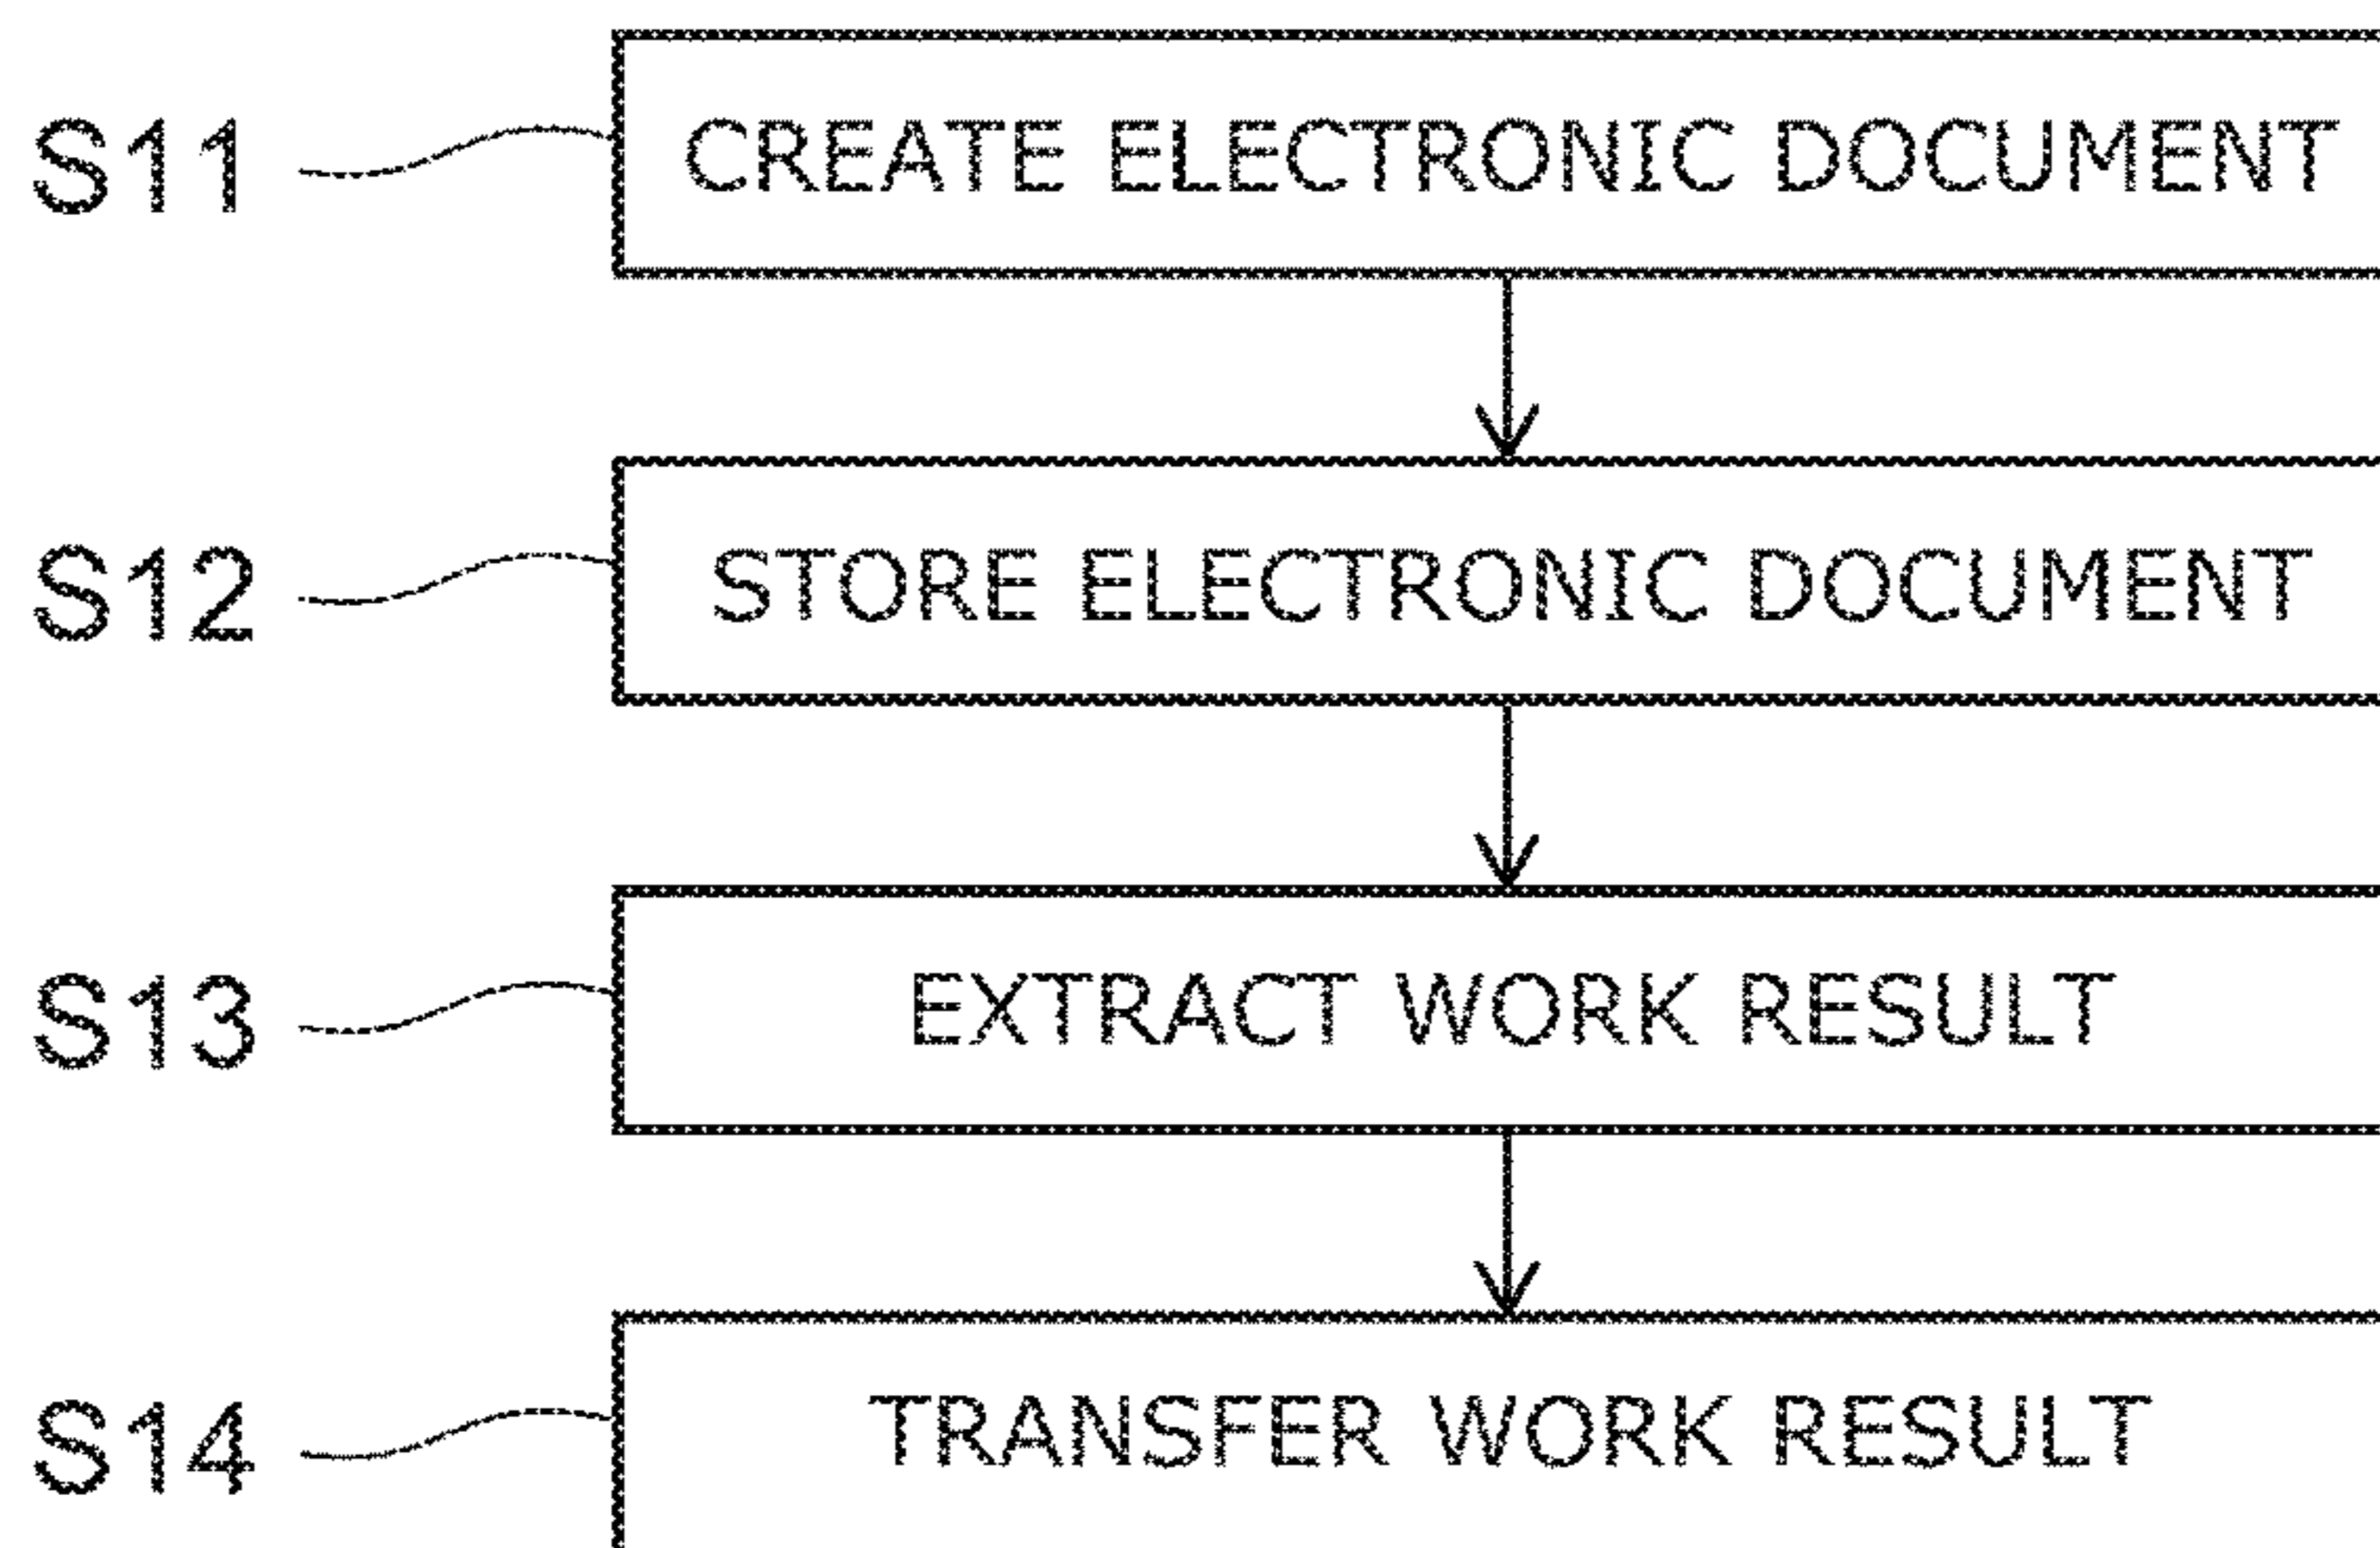 S11 CREATE ELECTRONIC DOCUMENT
S12 STORE ELECTRONIC DOCUMENT
S13 EXTRACT WORK RESULT
S14 TRANSFER WORK RESULT